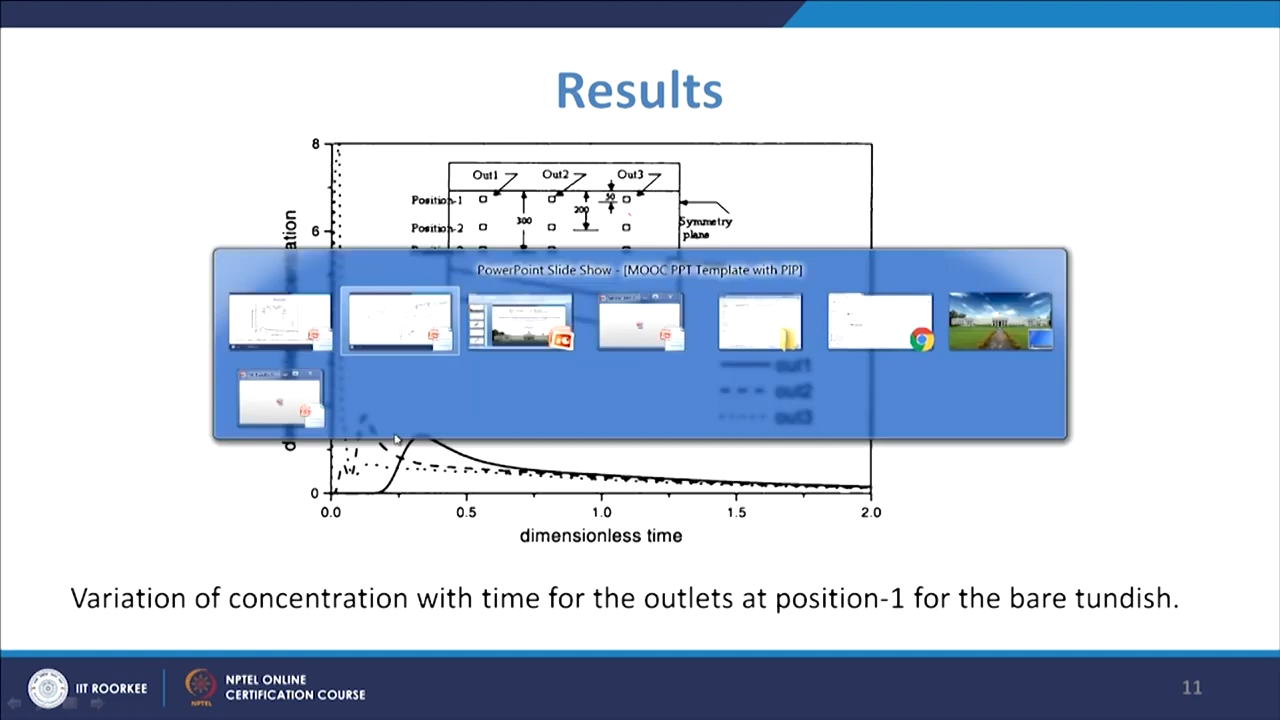 Results
8
Out1 Out2 Out3
Position-1
50
200
300
Symmetry
plane
Position-2
6
ation
PowerPoint Slide Show - [MOOC PPT Template with PIP]
out1
out2
out3
0
0.0 0.5 1.0 1.5 2.0
dimensionless time
Variation of concentration with time for the outlets at position-1 for the bare tundish.
IIT ROORKEE
NPTEL
NPTEL ONLINE
CERTIFICATION COURSE
11